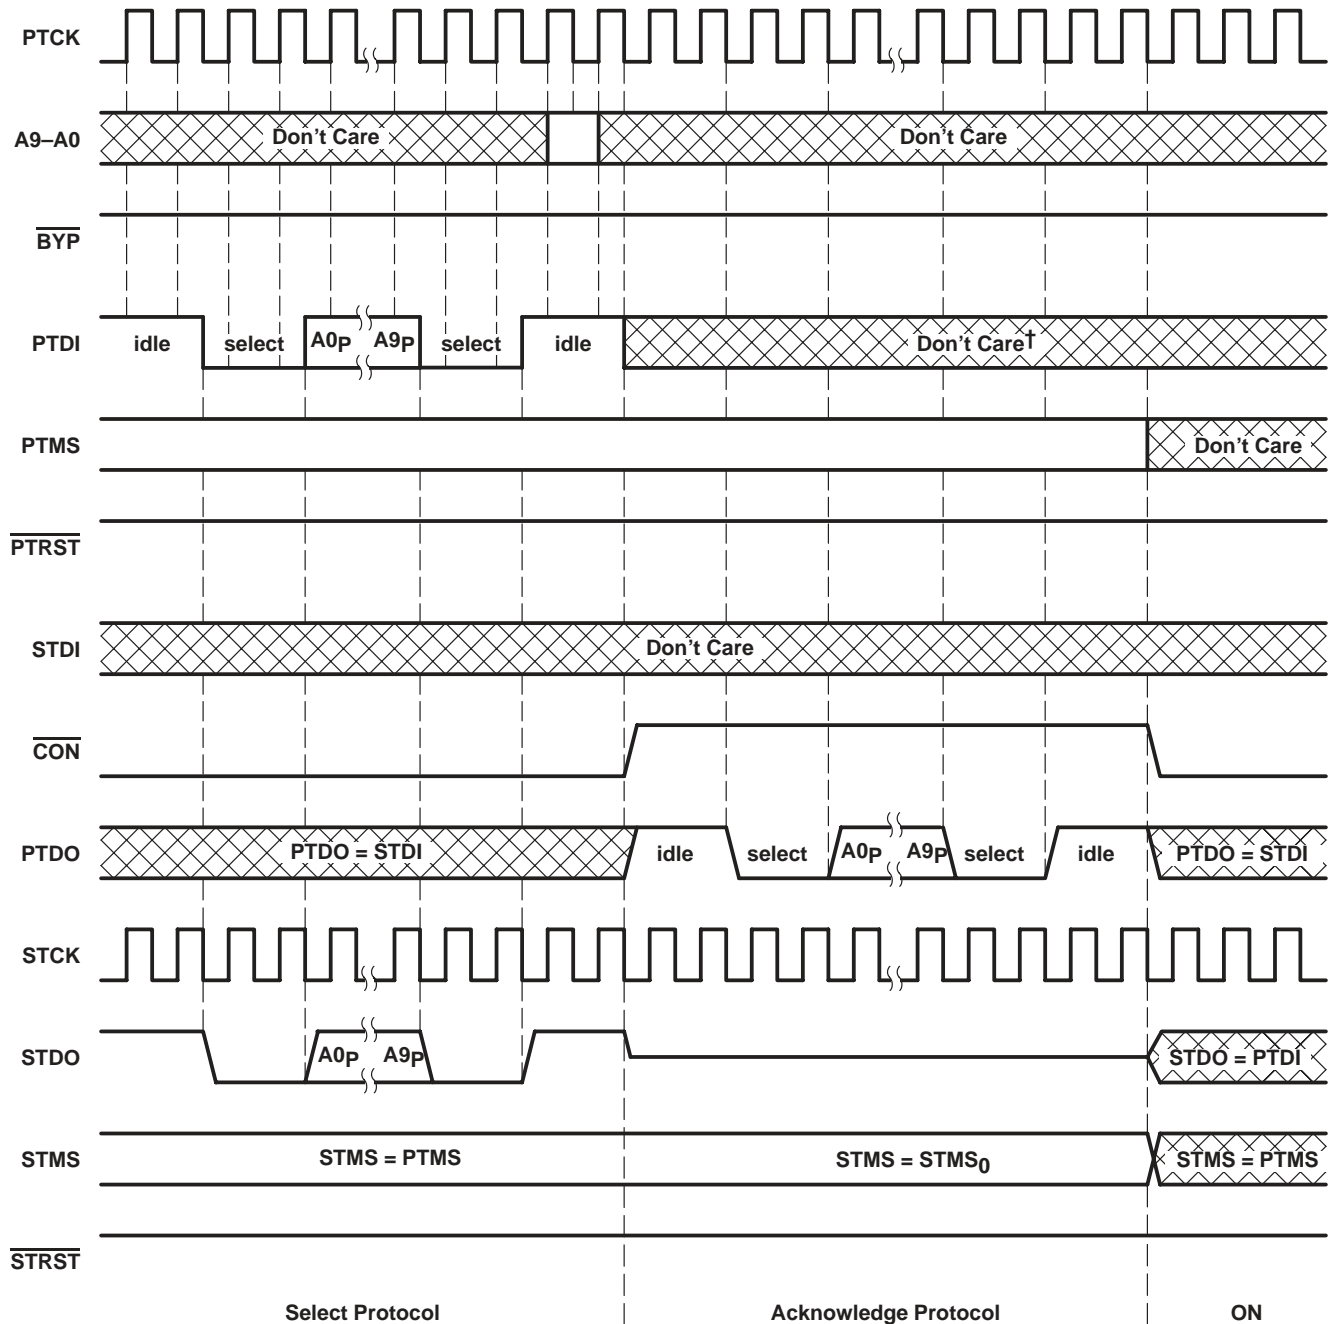 PTCK
A9–A0 Don't Care Don't Care
BYP
PTDI idle select A0P A9P select idle Don't Care†
PTMS Don't Care
PTRST
STDI Don't Care
CON
PTDO PTDO = STDI idle select A0P A9P select idle PTDO = STDI
STCK
STDO A0P A9P STDO = PTDI
STMS STMS = PTMS STMS = STMS0 STMS = PTMS
STRST
Select Protocol Acknowledge Protocol ON